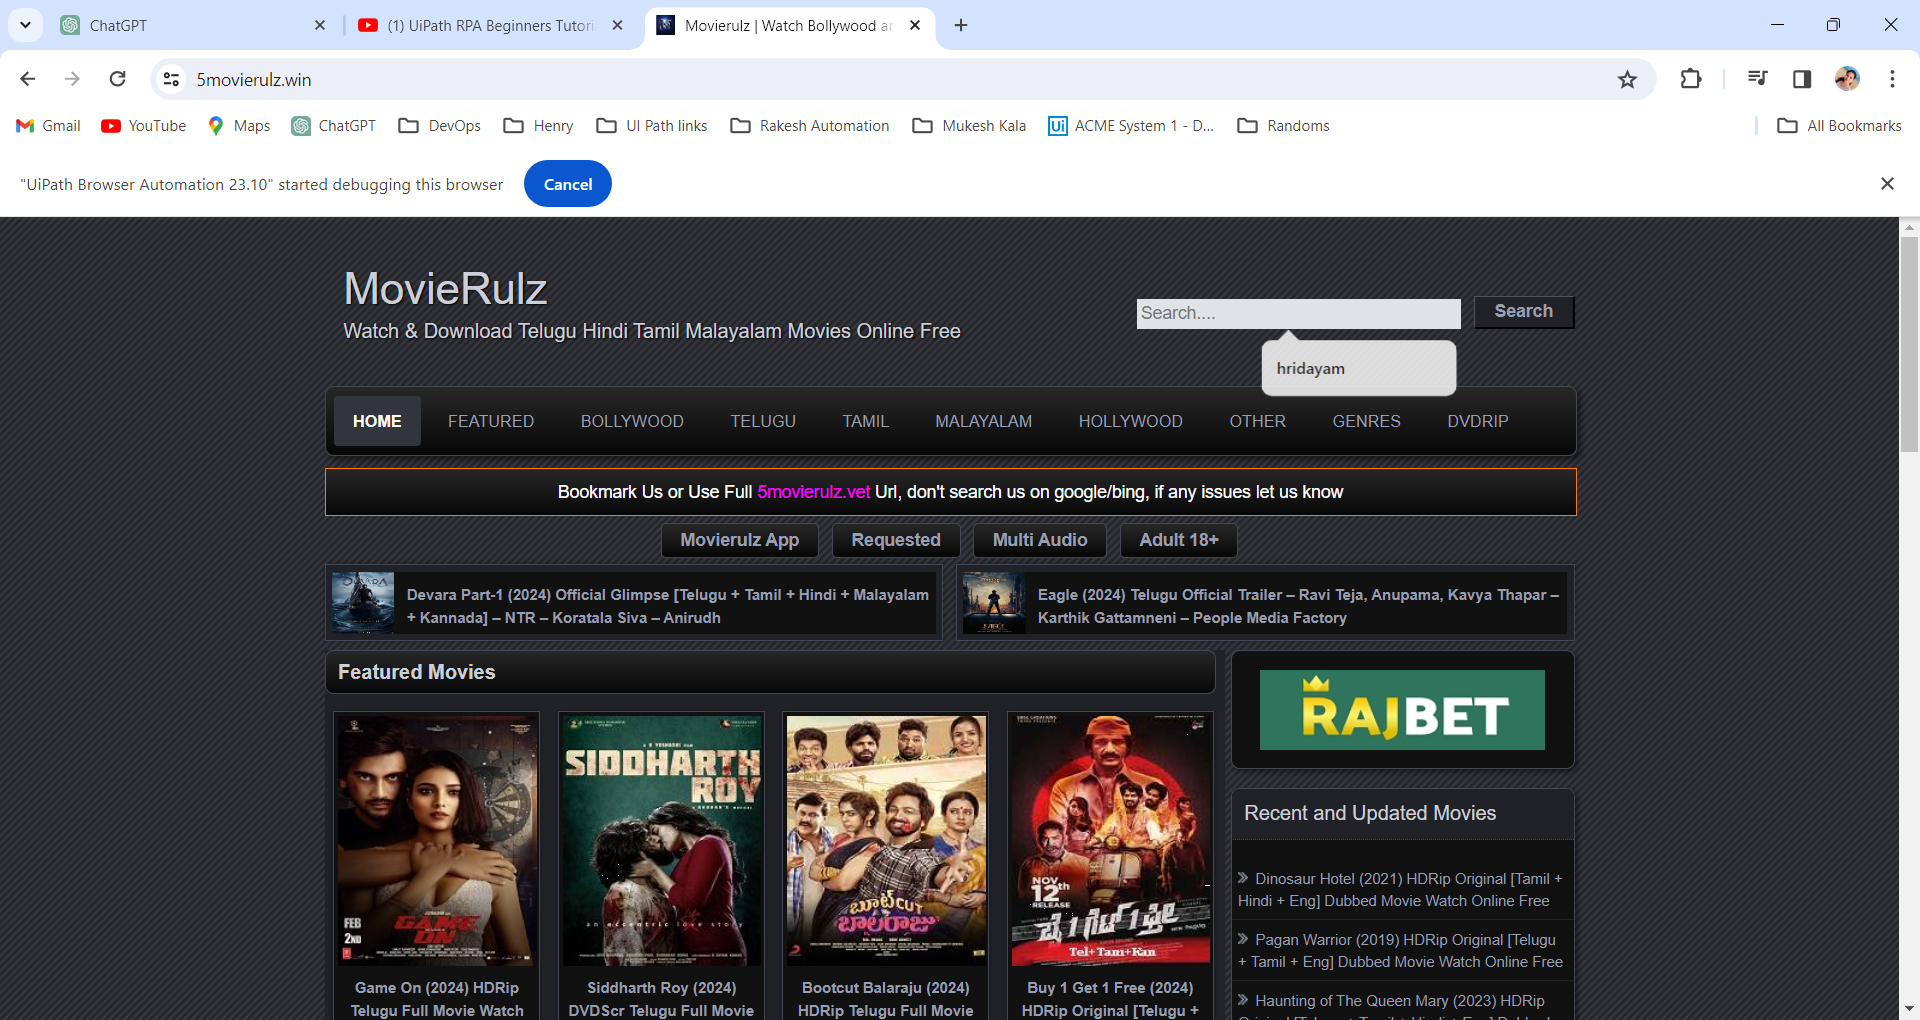 ChatGPT
(1) UiPath RPA Beginners Tutori
Movierulz | Watch Bollywood an
5movierulz.win
Gmail
YouTube
Maps
ChatGPT
DevOps
Henry
UI Path links
Rakesh Automation
Mukesh Kala
Ui ACME System 1 - D...
Randoms
All Bookmarks
"UiPath Browser Automation 23.10" started debugging this browser
Cancel
MovieRulz
Watch & Download Telugu Hindi Tamil Malayalam Movies Online Free
Search....
Search
hridayam
HOME
FEATURED
BOLLYWOOD
TELUGU
TAMIL
MALAYALAM
HOLLYWOOD
OTHER
GENRES
DVDRIP
Bookmark Us or Use Full 5movierulz.vet Url, don't search us on google/bing, if any issues let us know
Movierulz App
Requested
Multi Audio
Adult 18+
Devara Part-1 (2024) Official Glimpse [Telugu + Tamil + Hindi + Malayalam
+ Kannada] – NTR – Koratala Siva – Anirudh
Eagle (2024) Telugu Official Trailer – Ravi Teja, Anupama, Kavya Thapar –
Karthik Gattamneni – People Media Factory
Featured Movies
RAJBET
FEB
2ND
GAME
ON
SIDDHARTH
ROY
an eccentric love story
బూట్‌కట్
బాలరాజు
NOV
12th
RELEASE
Tel+Tam+Kan
Game On (2024) HDRip
Telugu Full Movie Watch
Siddharth Roy (2024)
DVDScr Telugu Full Movie
Bootcut Balaraju (2024)
HDRip Telugu Full Movie
Buy 1 Get 1 Free (2024)
HDRip Original [Telugu +
Recent and Updated Movies
Dinosaur Hotel (2021) HDRip Original [Tamil +
Hindi + Eng] Dubbed Movie Watch Online Free
Pagan Warrior (2019) HDRip Original [Telugu
+ Tamil + Eng] Dubbed Movie Watch Online Free
Haunting of The Queen Mary (2023) HDRip